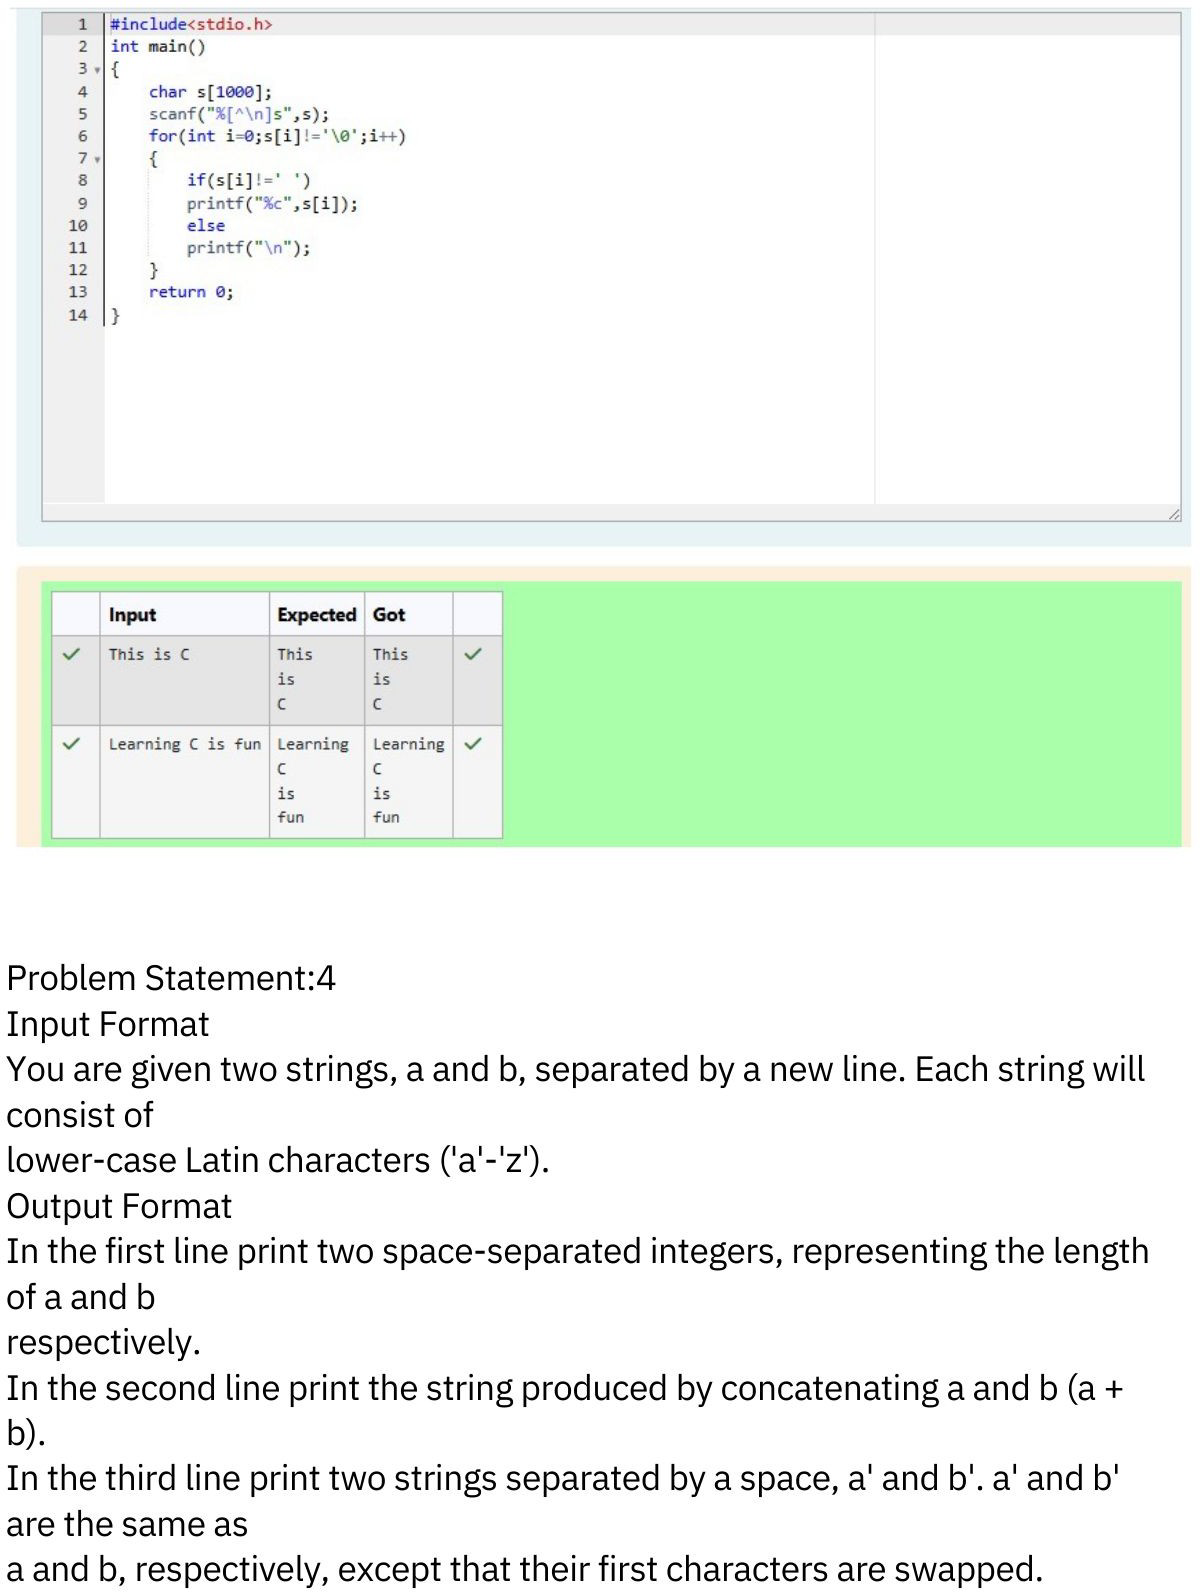 1 #include<stdio.h>
2 int main()
3 {
4 char s[1000];
5 scanf("%[^\n]s",s);
6 for(int i=0;s[i]!='\0';i++)
7 {
8 if(s[i]!=' ')
9 printf("%c",s[i]);
10 else
11 printf("\n");
12 }
13 return 0;
14 }
Input Expected Got
This is C This This
is is
C C
Learning C is fun Learning Learning
C C
is is
fun fun
Problem Statement:4
Input Format
You are given two strings, a and b, separated by a new line. Each string will
consist of
lower-case Latin characters ('a'-'z').
Output Format
In the first line print two space-separated integers, representing the length
of a and b
respectively.
In the second line print the string produced by concatenating a and b (a +
b).
In the third line print two strings separated by a space, a' and b'. a' and b'
are the same as
a and b, respectively, except that their first characters are swapped.